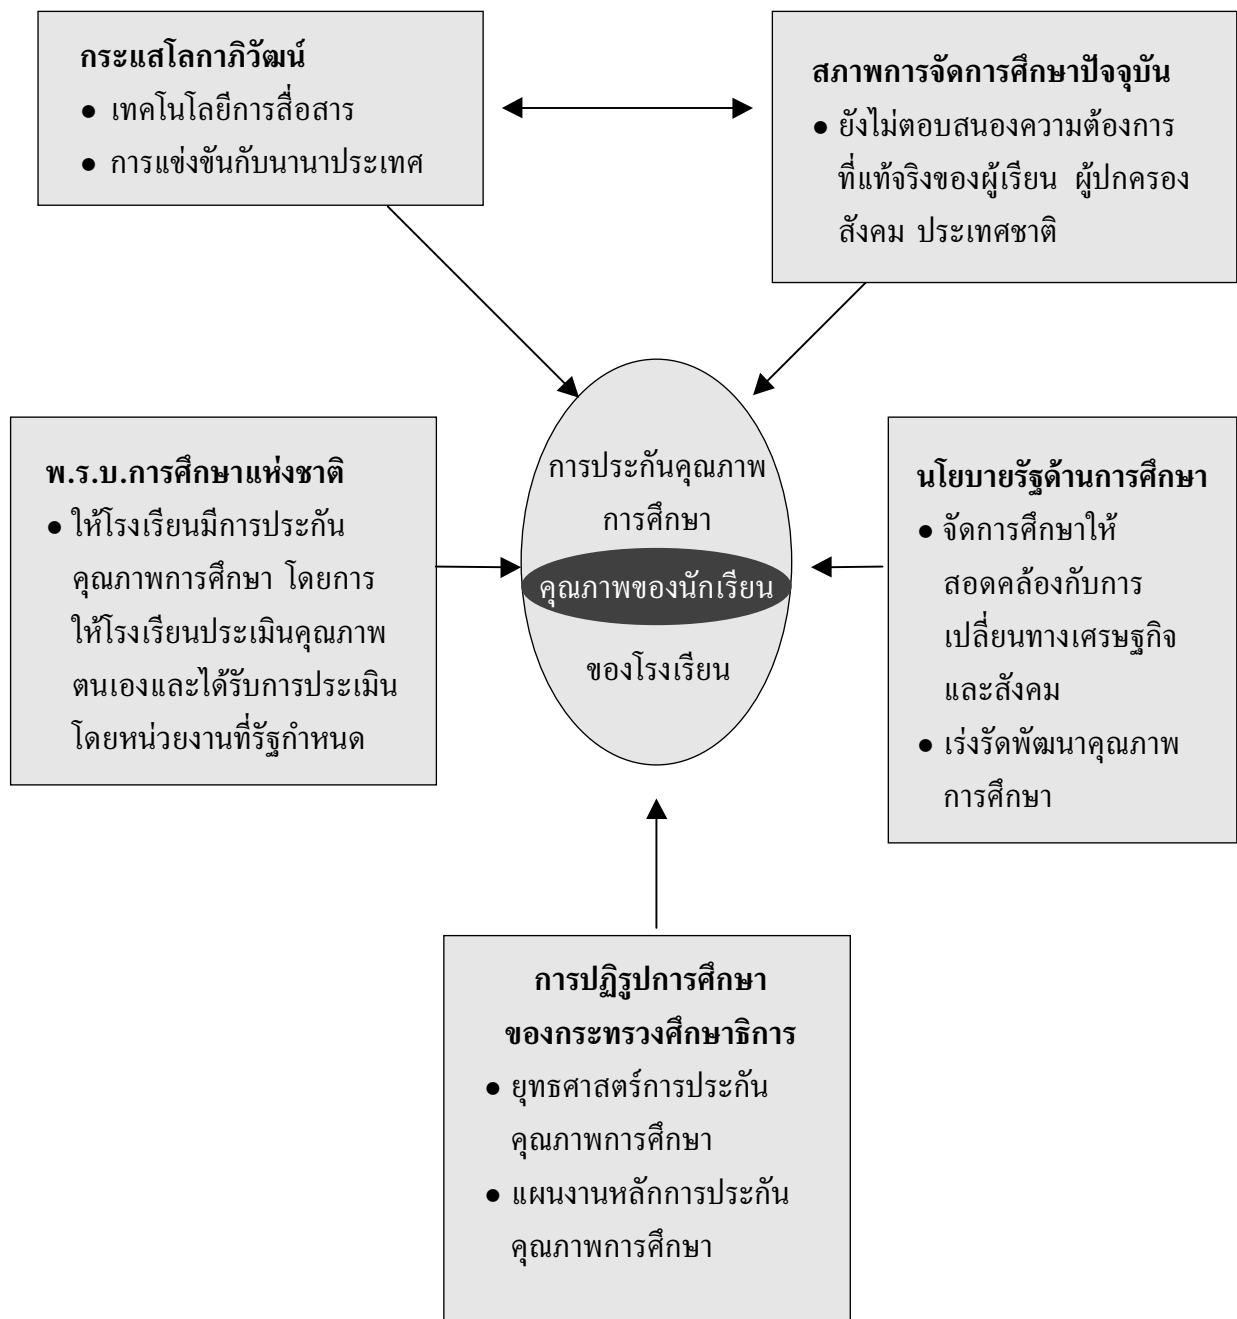 กระแสโลกาภิวัฒน์
● เทคโนโลยีการสื่อสาร
● การแข่งขันกับนานาประเทศ
สภาพการจัดการศึกษาปัจจุบัน
● ยังไม่ตอบสนองความต้องการ
ที่แท้จริงของผู้เรียน ผู้ปกครอง
สังคม ประเทศชาติ
พ.ร.บ.การศึกษาแห่งชาติ
● ให้โรงเรียนมีการประกัน
คุณภาพการศึกษา โดยการ
ให้โรงเรียนประเมินคุณภาพ
ตนเองและได้รับการประเมิน
โดยหน่วยงานที่รัฐกำหนด
การประกันคุณภาพ
การศึกษา
คุณภาพของนักเรียน
ของโรงเรียน
นโยบายรัฐด้านการศึกษา
● จัดการศึกษาให้
สอดคล้องกับการ
เปลี่ยนทางเศรษฐกิจ
และสังคม
● เร่งรัดพัฒนาคุณภาพ
การศึกษา
การปฏิรูปการศึกษา
ของกระทรวงศึกษาธิการ
● ยุทธศาสตร์การประกัน
คุณภาพการศึกษา
● แผนงานหลักการประกัน
คุณภาพการศึกษา